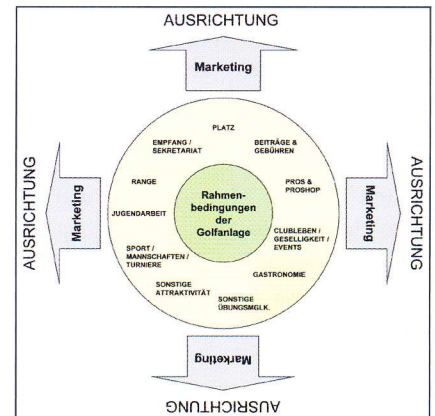 AUSRICHTUNG
Marketing
PLATZ
EMPFANG /
SEKRETARIAT
BEITRÄGE &
GEBÜHREN
RANGE
PROS &
PROSHOP
Rahmen-
bedingungen
der
Golfanlage
JUGENDARBEIT
CLUBLEBEN /
GESELLIGKEIT /
EVENTS
SPORT /
MANNSCHAFTEN /
TURNIERE
GASTRONOMIE
SONSTIGE
ATTRAKTIVITÄT
SONSTIGE
ÜBUNGSMGLK.
AUSRICHTUNG
Marketing
Marketing
AUSRICHTUNG
Marketing
AUSRICHTUNG